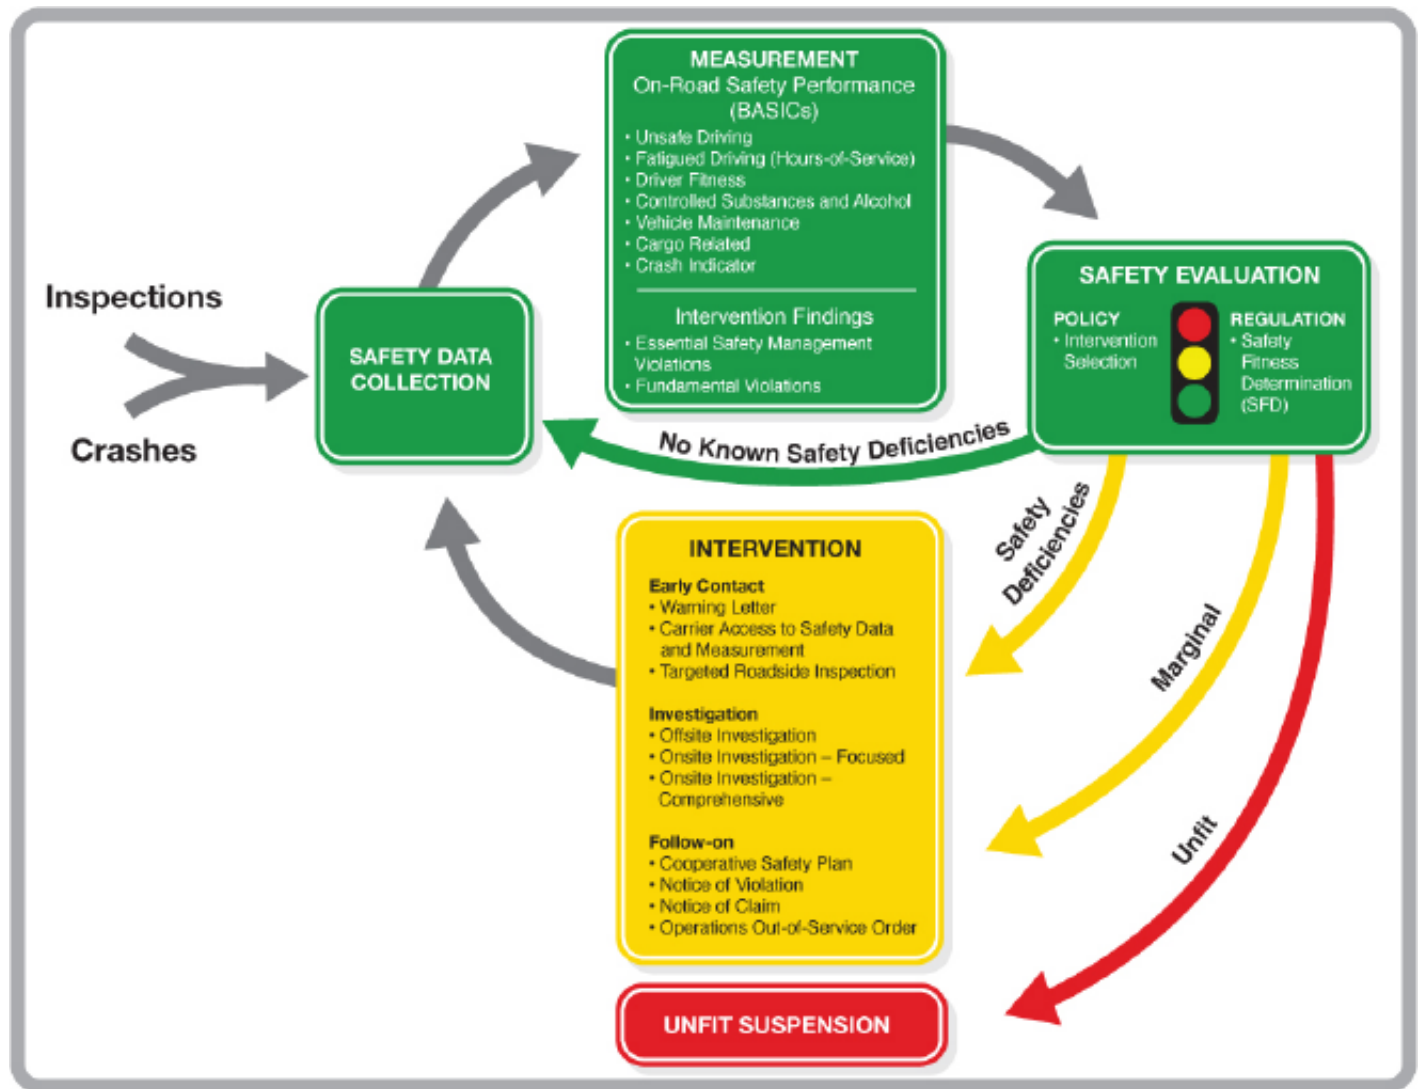 MEASUREMENT
On-Road Safety Performance
(BASICs)
• Unsafe Driving
• Fatigued Driving (Hours-of-Service)
• Driver Fitness
• Controlled Substances and Alcohol
• Vehicle Maintenance
• Cargo Related
• Crash Indicator
Intervention Findings
• Essential Safety Management
Violations
• Fundamental Violations
Inspections
Crashes
SAFETY DATA
COLLECTION
SAFETY EVALUATION
POLICY
• Intervention
Selection
REGULATION
• Safety
Fitness
Determination
(SFD)
No Known Safety Deficiencies
Safety
Deficiencies
Marginal
Unfit
INTERVENTION
Early Contact
• Warning Letter
• Carrier Access to Safety Data
and Measurement
• Targeted Roadside Inspection
Investigation
• Offsite Investigation
• Onsite Investigation – Focused
• Onsite Investigation –
Comprehensive
Follow-on
• Cooperative Safety Plan
• Notice of Violation
• Notice of Claim
• Operations Out-of-Service Order
UNFIT SUSPENSION